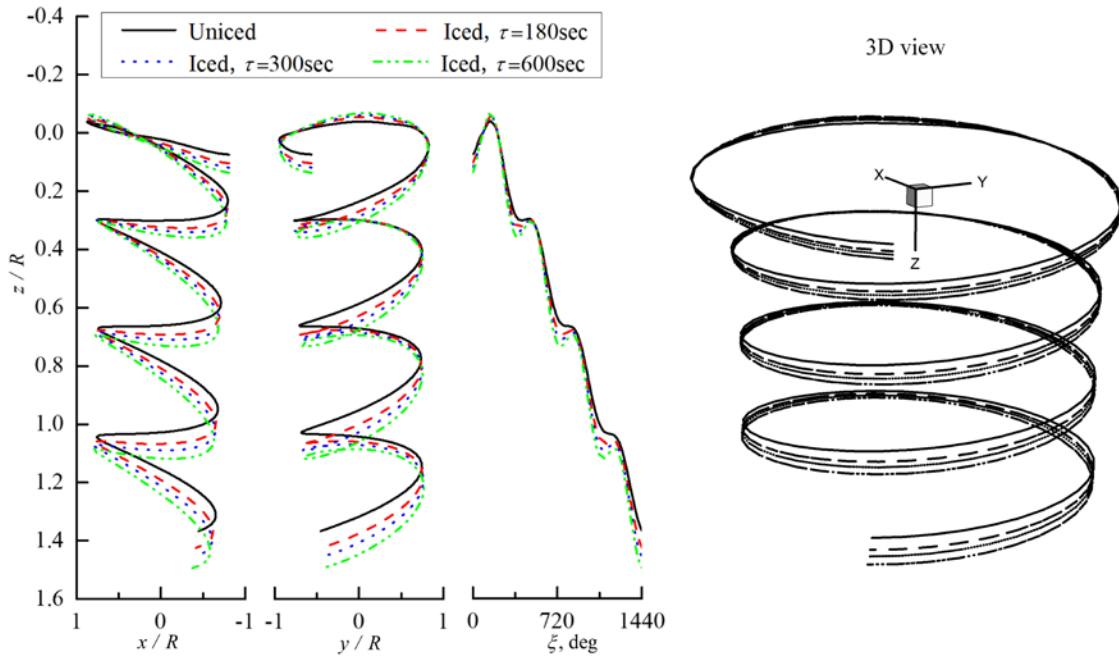 Uniced
Iced, τ=180sec
Iced, τ=300sec
Iced, τ=600sec
-0.4
-0.2
0.0
0.2
0.4
0.6
0.8
1.0
1.2
1.4
1.6
z / R
1 0 -1
x / R
-1 0 1
y / R
0 720 1440
ξ, deg
3D view
X
Y
Z